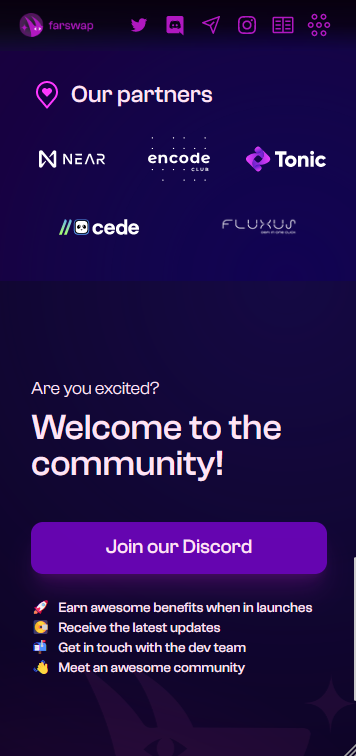 farswap
Our partners
NEAR
encode
CLUB
Tonic
cede
FLUXUS
Are you excited?
Welcome to the
community!
Join our Discord
Earn awesome benefits when in launches
Receive the latest updates
Get in touch with the dev team
Meet an awesome community